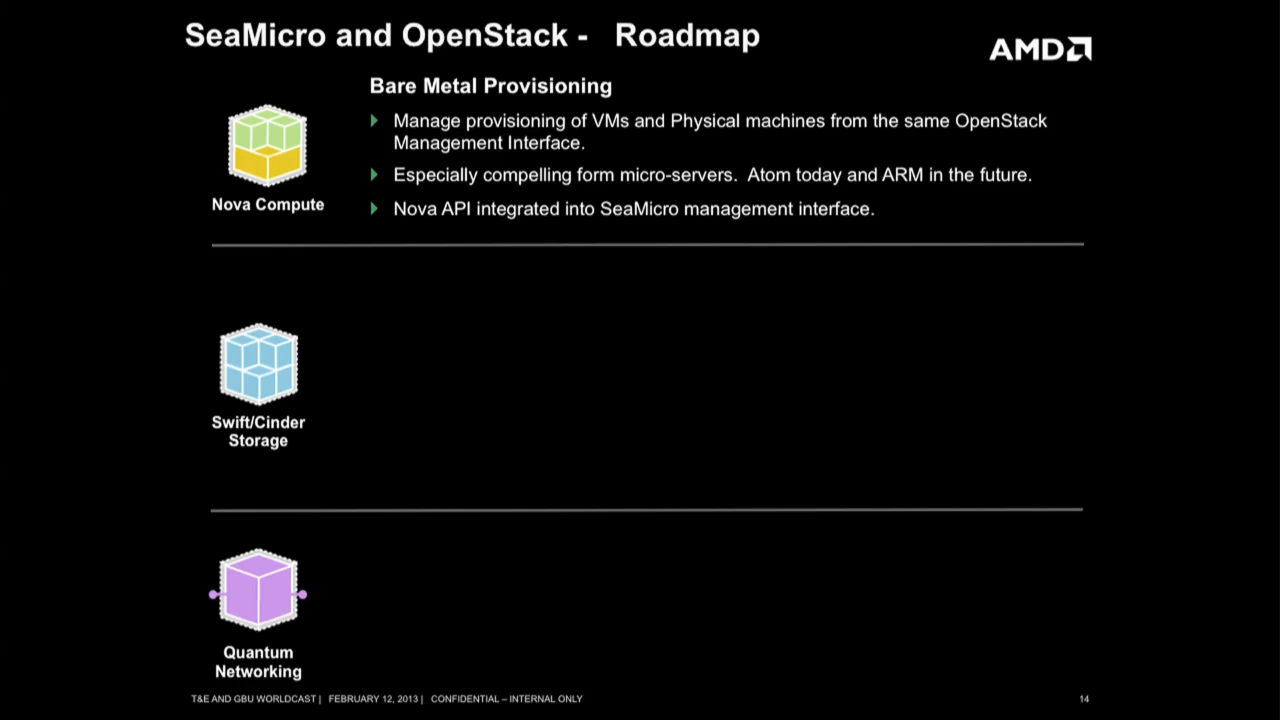 SeaMicro and OpenStack - Roadmap
AMD
Bare Metal Provisioning
Manage provisioning of VMs and Physical machines from the same OpenStack
Management Interface.
Especially compelling form micro-servers. Atom today and ARM in the future.
Nova API integrated into SeaMicro management interface.
Nova Compute
Swift/Cinder
Storage
Quantum
Networking
T&E AND GBU WORLDCAST | FEBRUARY 12, 2013 | CONFIDENTIAL – INTERNAL ONLY
14